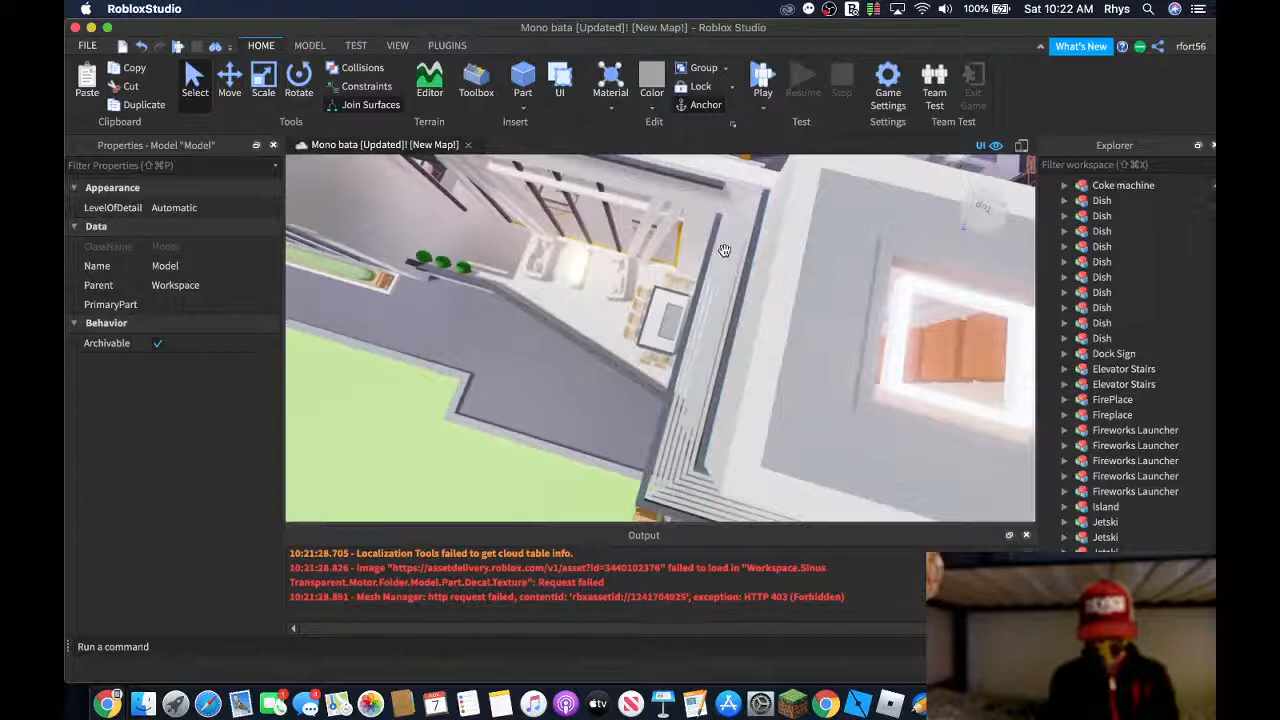 RobloxStudio
100%
Sat 10:22 AM
Rhys
Mono bata [Updated]! [New Map!] - Roblox Studio
FILE
HOME
MODEL
TEST
VIEW
PLUGINS
What's New
rfort56
Paste
Copy
Cut
Duplicate
Clipboard
Select
Move
Scale
Rotate
Collisions
Constraints
Join Surfaces
Tools
Editor
Terrain
Toolbox
Part
UI
Insert
Material
Color
Group
Lock
Anchor
Edit
Play
Resume
Stop
Test
Game
Settings
Settings
Team
Test
Exit
Game
Team Test
Properties - Model "Model"
Filter Properties (⇧⌘P)
Appearance
LevelOfDetail Automatic
Data
ClassName Model
Name Model
Parent Workspace
PrimaryPart
Behavior
Archivable
Mono bata [Updated]! [New Map!]
UI
Explorer
Filter workspace (⇧⌘X)
Coke machine
Dish
Dish
Dish
Dish
Dish
Dish
Dish
Dish
Dish
Dish
Dock Sign
Elevator Stairs
Elevator Stairs
FirePlace
Fireplace
Fireworks Launcher
Fireworks Launcher
Fireworks Launcher
Fireworks Launcher
Fireworks Launcher
Island
Jetski
Jetski
Output
10:21:28.705 - Localization Tools failed to get cloud table info.
10:21:28.826 - Image "https://assetdelivery.roblox.com/v1/asset?id=3440102376" failed to load in "Workspace.Sinus
Transparent.Motor.Folder.Model.Part.Decal.Texture": Request failed
10:21:28.891 - Mesh Manager: http request failed, contentid: 'rbxassetid://1241704925', exception: HTTP 403 (Forbidden)
Run a command